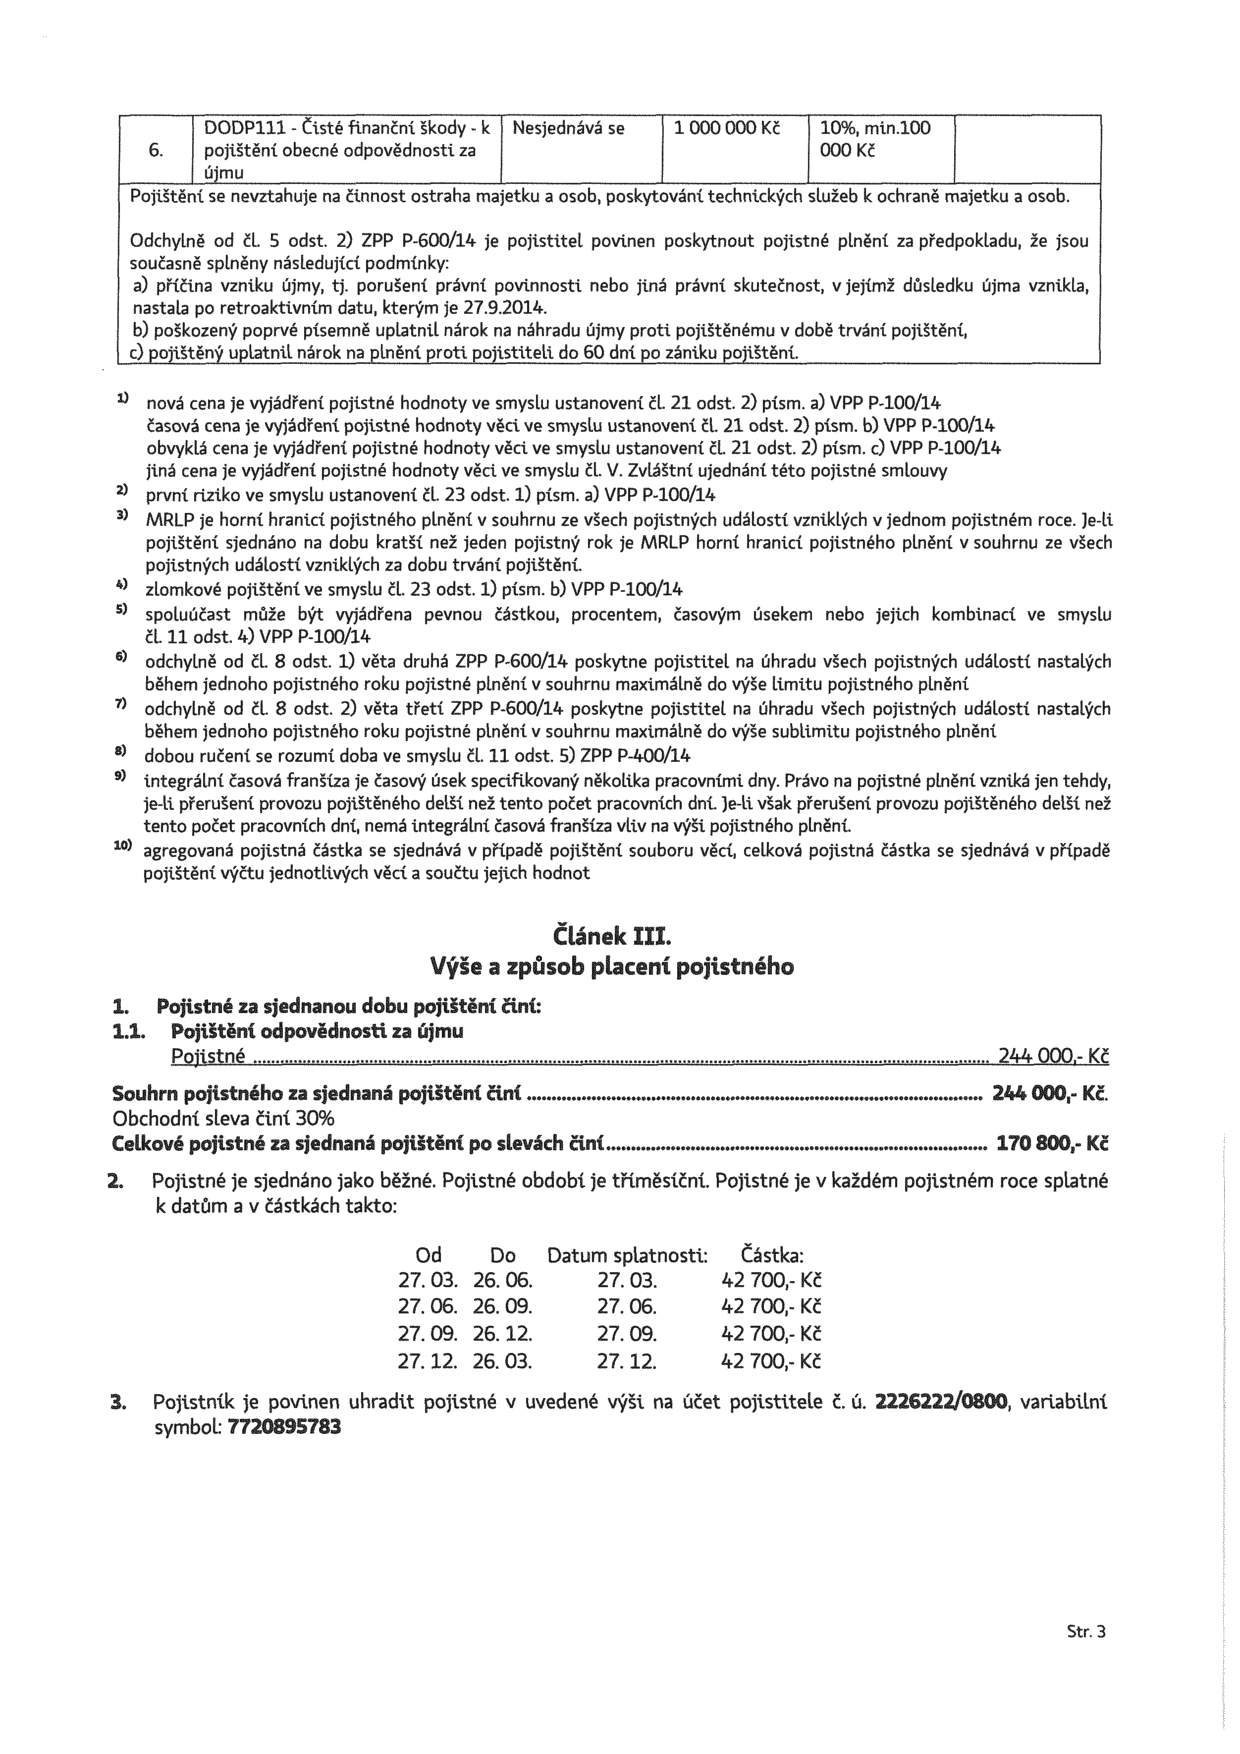 6. DODP111 - Čisté finanční škody - k pojištění obecné odpovědnosti za újmu Nesjednává se 1 000 000 Kč 10%, min.100 000 Kč
Pojištění se nevztahuje na činnost ostraha majetku a osob, poskytování technických služeb k ochraně majetku a osob.
Odchylně od čl. 5 odst. 2) ZPP P-600/14 je pojistitel povinen poskytnout pojistné plnění za předpokladu, že jsou
současně splněny následující podmínky:
a) příčina vzniku újmy, tj. porušení právní povinnosti nebo jiná právní skutečnost, v jejímž důsledku újma vznikla,
nastala po retroaktivním datu, kterým je 27.9.2014.
b) poškozený poprvé písemně uplatnil nárok na náhradu újmy proti pojištěnému v době trvání pojištění,
c) pojištěný uplatnil nárok na plnění proti pojistiteli do 60 dní po zániku pojištění.
1) nová cena je vyjádření pojistné hodnoty ve smyslu ustanovení čl. 21 odst. 2) písm. a) VPP P-100/14
časová cena je vyjádření pojistné hodnoty věci ve smyslu ustanovení čl. 21 odst. 2) písm. b) VPP P-100/14
obvyklá cena je vyjádření pojistné hodnoty věci ve smyslu ustanovení čl. 21 odst. 2) písm. c) VPP P-100/14
jiná cena je vyjádření pojistné hodnoty věci ve smyslu čl. V. Zvláštní ujednání této pojistné smlouvy
2) první riziko ve smyslu ustanovení čl. 23 odst. 1) písm. a) VPP P-100/14
3) MRLP je horní hranicí pojistného plnění v souhrnu ze všech pojistných událostí vzniklých v jednom pojistném roce. Je-li
pojištění sjednáno na dobu kratší než jeden pojistný rok je MRLP horní hranicí pojistného plnění v souhrnu ze všech
pojistných událostí vzniklých za dobu trvání pojištění.
4) zlomkové pojištění ve smyslu čl. 23 odst. 1) písm. b) VPP P-100/14
5) spoluúčast může být vyjádřena pevnou částkou, procentem, časovým úsekem nebo jejich kombinací ve smyslu
čl. 11 odst. 4) VPP P-100/14
6) odchylně od čl. 8 odst. 1) věta druhá ZPP P-600/14 poskytne pojistitel na úhradu všech pojistných událostí nastalých
během jednoho pojistného roku pojistné plnění v souhrnu maximálně do výše limitu pojistného plnění
7) odchylně od čl. 8 odst. 2) věta třetí ZPP P-600/14 poskytne pojistitel na úhradu všech pojistných událostí nastalých
během jednoho pojistného roku pojistné plnění v souhrnu maximálně do výše sublimitu pojistného plnění
8) dobou ručení se rozumí doba ve smyslu čl. 11 odst. 5) ZPP P-400/14
9) integrální časová franšíza je časový úsek specifikovaný několika pracovními dny. Právo na pojistné plnění vzniká jen tehdy,
je-li přerušení provozu pojištěného delší než tento počet pracovních dní. Je-li však přerušení provozu pojištěného delší než
tento počet pracovních dní, nemá integrální časová franšíza vliv na výši pojistného plnění.
10) agregovaná pojistná částka se sjednává v případě pojištění souboru věcí, celková pojistná částka se sjednává v případě
pojištění výčtu jednotlivých věcí a součtu jejich hodnot
Článek III.
Výše a způsob placení pojistného
1. Pojistné za sjednanou dobu pojištění činí:
1.1. Pojištění odpovědnosti za újmu
Pojistné ........ 244 000,- Kč
Souhrn pojistného za sjednaná pojištění činí ........ 244 000,- Kč.
Obchodní sleva činí 30%
Celkové pojistné za sjednaná pojištění po slevách činí ........ 170 800,- Kč
2. Pojistné je sjednáno jako běžné. Pojistné období je tříměsíční. Pojistné je v každém pojistném roce splatné
k datům a v částkách takto:
Od Do Datum splatnosti: Částka:
27. 03. 26. 06. 27. 03. 42 700,- Kč
27. 06. 26. 09. 27. 06. 42 700,- Kč
27. 09. 26. 12. 27. 09. 42 700,- Kč
27. 12. 26. 03. 27. 12. 42 700,- Kč
3. Pojistník je povinen uhradit pojistné v uvedené výši na účet pojistitele č. ú. 2226222/0800, variabilní
symbol: 7720895783
Str. 3